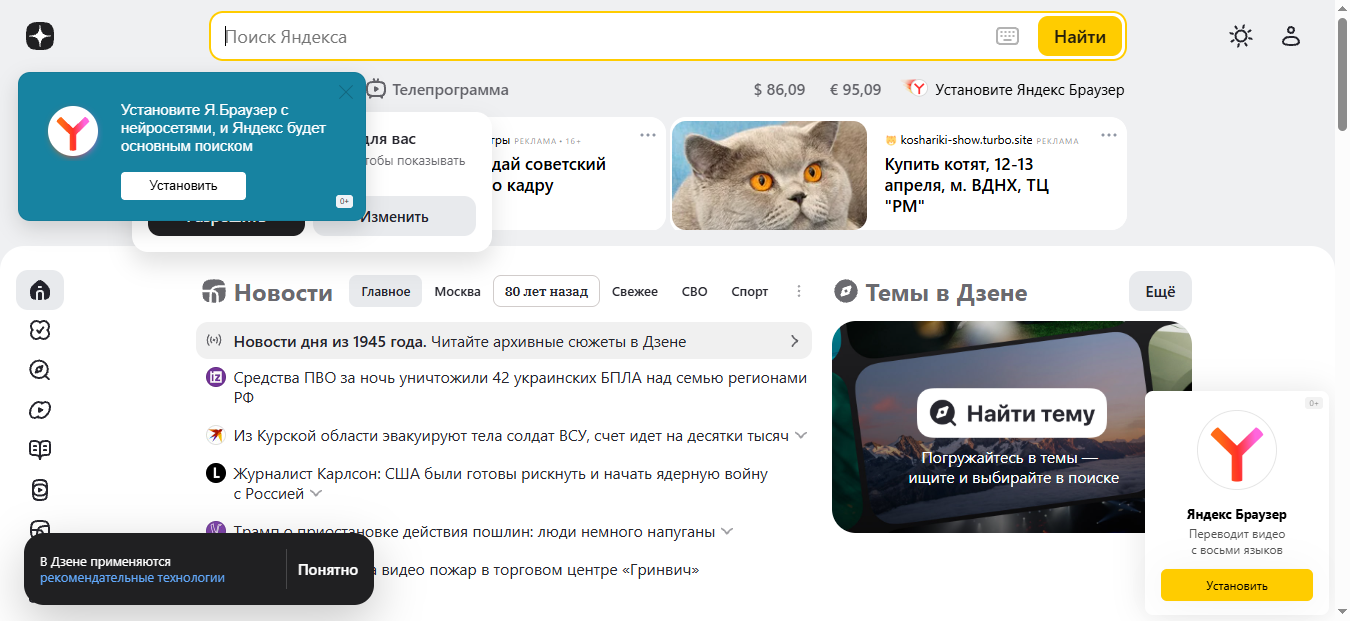 Поиск Яндекса
Найти
Установите Я.Браузер с
нейросетями, и Яндекс будет
основным поиском
Установить
0+
Телепрограмма
$ 86,09
€ 95,09
Установите Яндекс Браузер
для вас
тобы показывать
Изменить
тры РЕКЛАМА • 16+
дай советский
о кадру
koshariki-show.turbo.site РЕКЛАМА
Купить котят, 12-13
апреля, м. ВДНХ, ТЦ
"РМ"
Новости
Главное
Москва
80 лет назад
Свежее
СВО
Спорт
Темы в Дзене
Ещё
Новости дня из 1945 года. Читайте архивные сюжеты в Дзене
Средства ПВО за ночь уничтожили 42 украинских БПЛА над семью регионами
РФ
Из Курской области эвакуируют тела солдат ВСУ, счет идет на десятки тысяч
Журналист Карлсон: США были готовы рискнуть и начать ядерную войну
с Россией
Трамп о приостановке действия пошлин: люди немного напуганы
а видео пожар в торговом центре «Гринвич»
Найти тему
Погружайтесь в темы —
ищите и выбирайте в поиске
0+
Яндекс Браузер
Переводит видео
с восьми языков
Установить
В Дзене применяются
рекомендательные технологии
Понятно